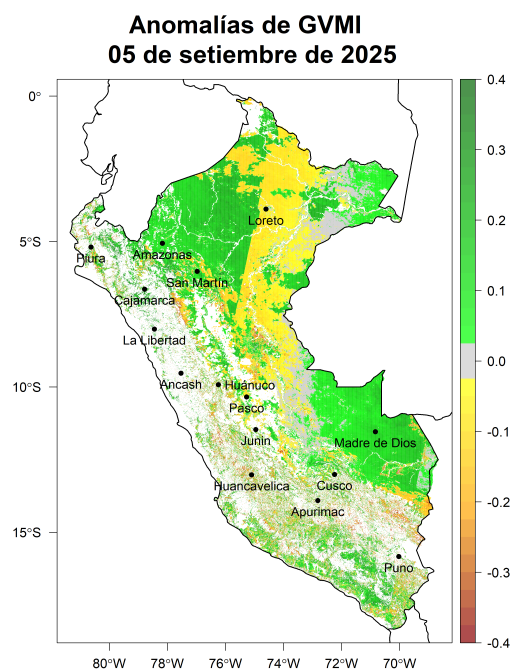 Anomalías de GVMI
05 de setiembre de 2025
0°
5°S
10°S
15°S
80°W
78°W
76°W
74°W
72°W
70°W
0.4
0.3
0.2
0.1
0.0
-0.1
-0.2
-0.3
-0.4
Loreto
Piura
Amazonas
San Martín
Cajamarca
La Libertad
Ancash
Huánuco
Pasco
Junín
Madre de Dios
Huancavelica
Cusco
Apurimac
Puno